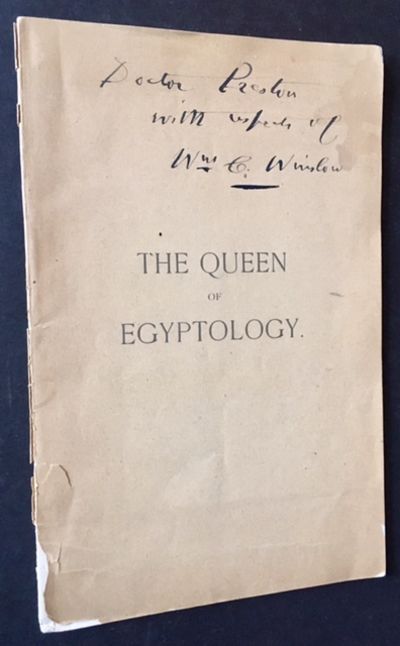 Doctor Preston
with respects of
Wm C. Winslow
THE QUEEN
OF
EGYPTOLOGY.